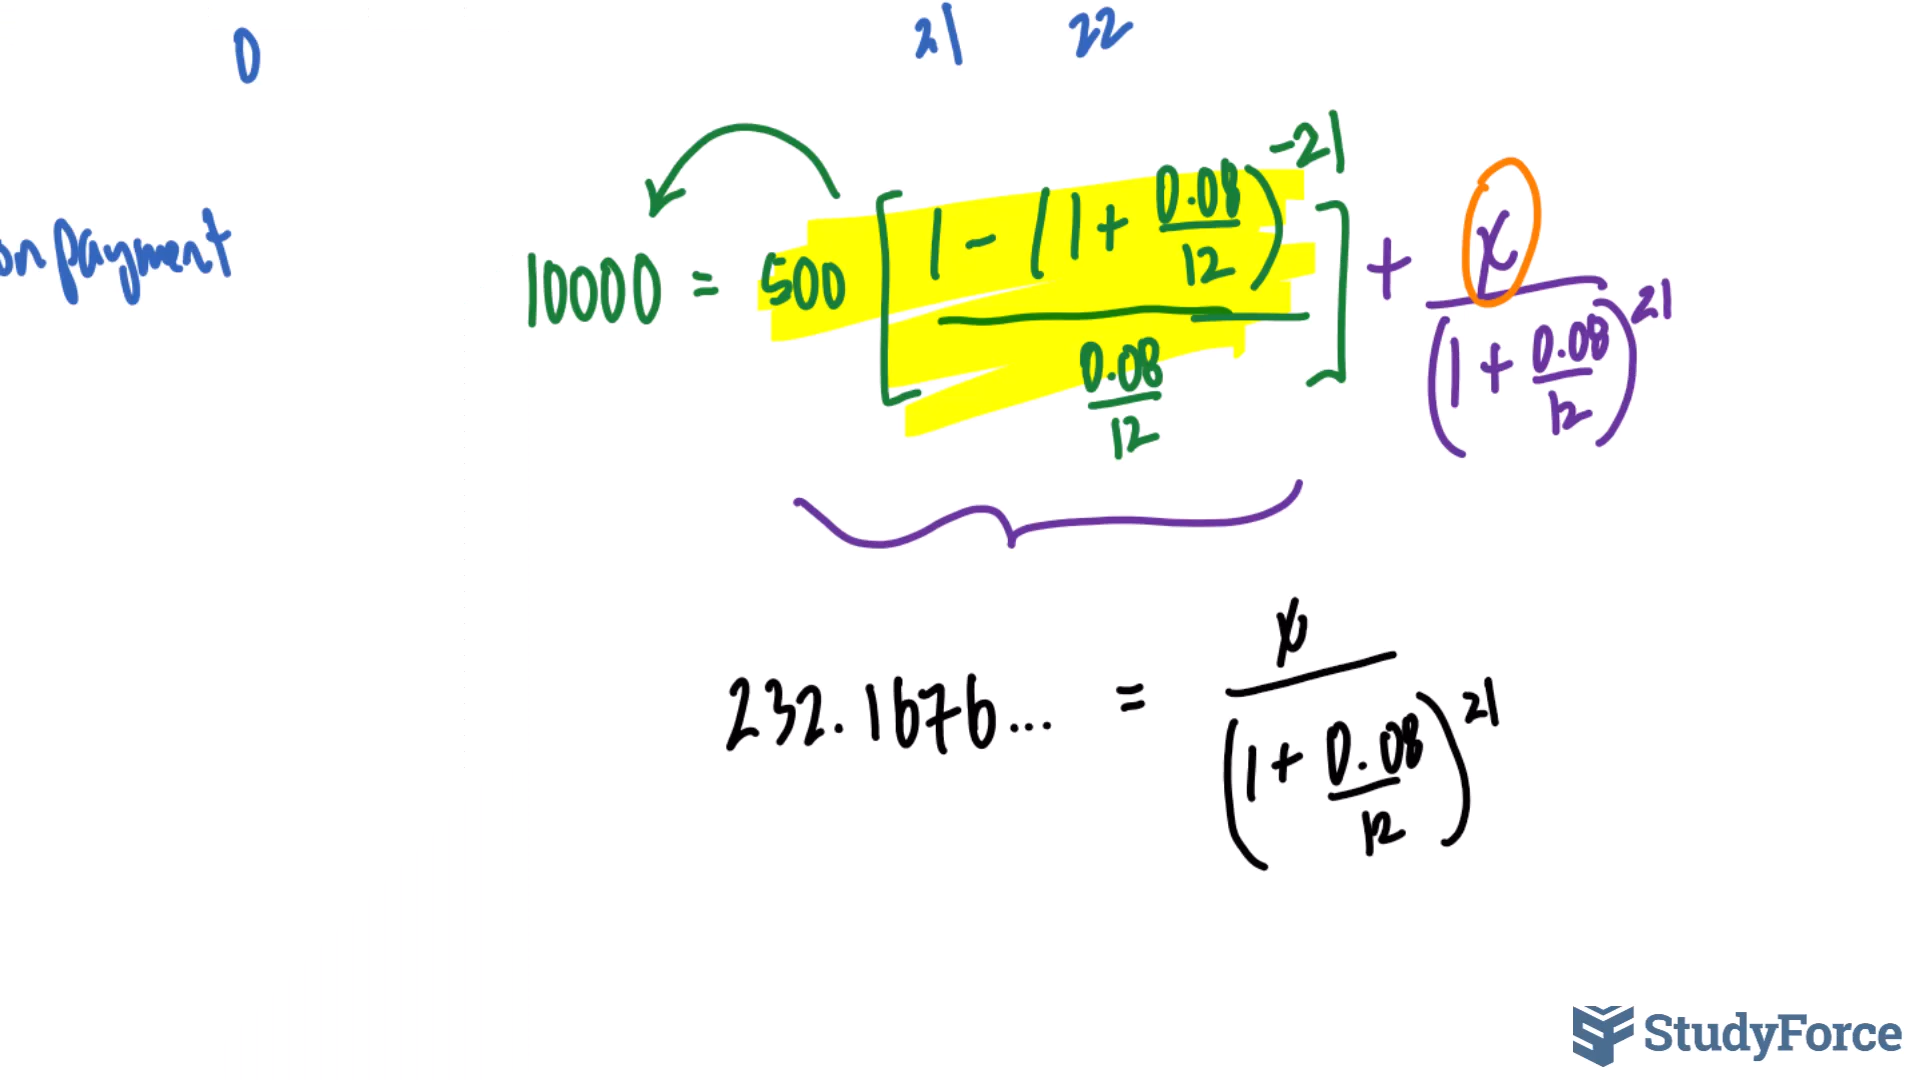 0 21 22
on payment
10000 = 500 [ 1 - (1 + 0.08/12)^-21 / 0.08/12 ] + x / (1 + 0.08/12)^21
232.1676... = x / (1 + 0.08/12)^21
StudyForce